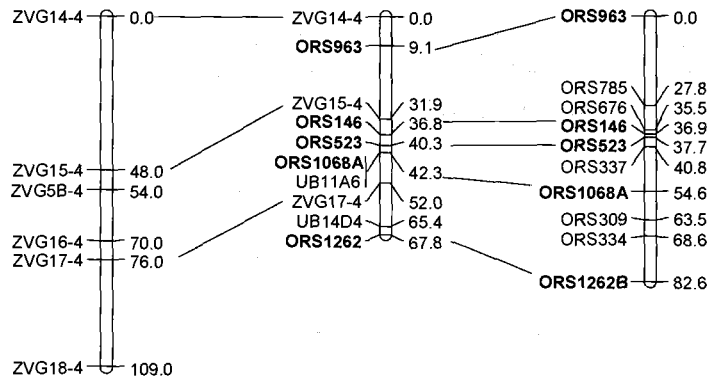 ZVG14-4 0.0
ZVG15-4 48.0
ZVG5B-4 54.0
ZVG16-4 70.0
ZVG17-4 76.0
ZVG18-4 109.0
ZVG14-4 0.0
ORS963 9.1
ZVG15-4 31.9
ORS146 36.8
ORS523 40.3
ORS1068A
UB11A6 42.3
ZVG17-4 52.0
UB14D4 65.4
ORS1262 67.8
ORS963 0.0
ORS785 27.8
ORS676 35.5
ORS146 36.9
ORS523 37.7
ORS337 40.8
ORS1068A 54.6
ORS309 63.5
ORS334 68.6
ORS1262B 82.6